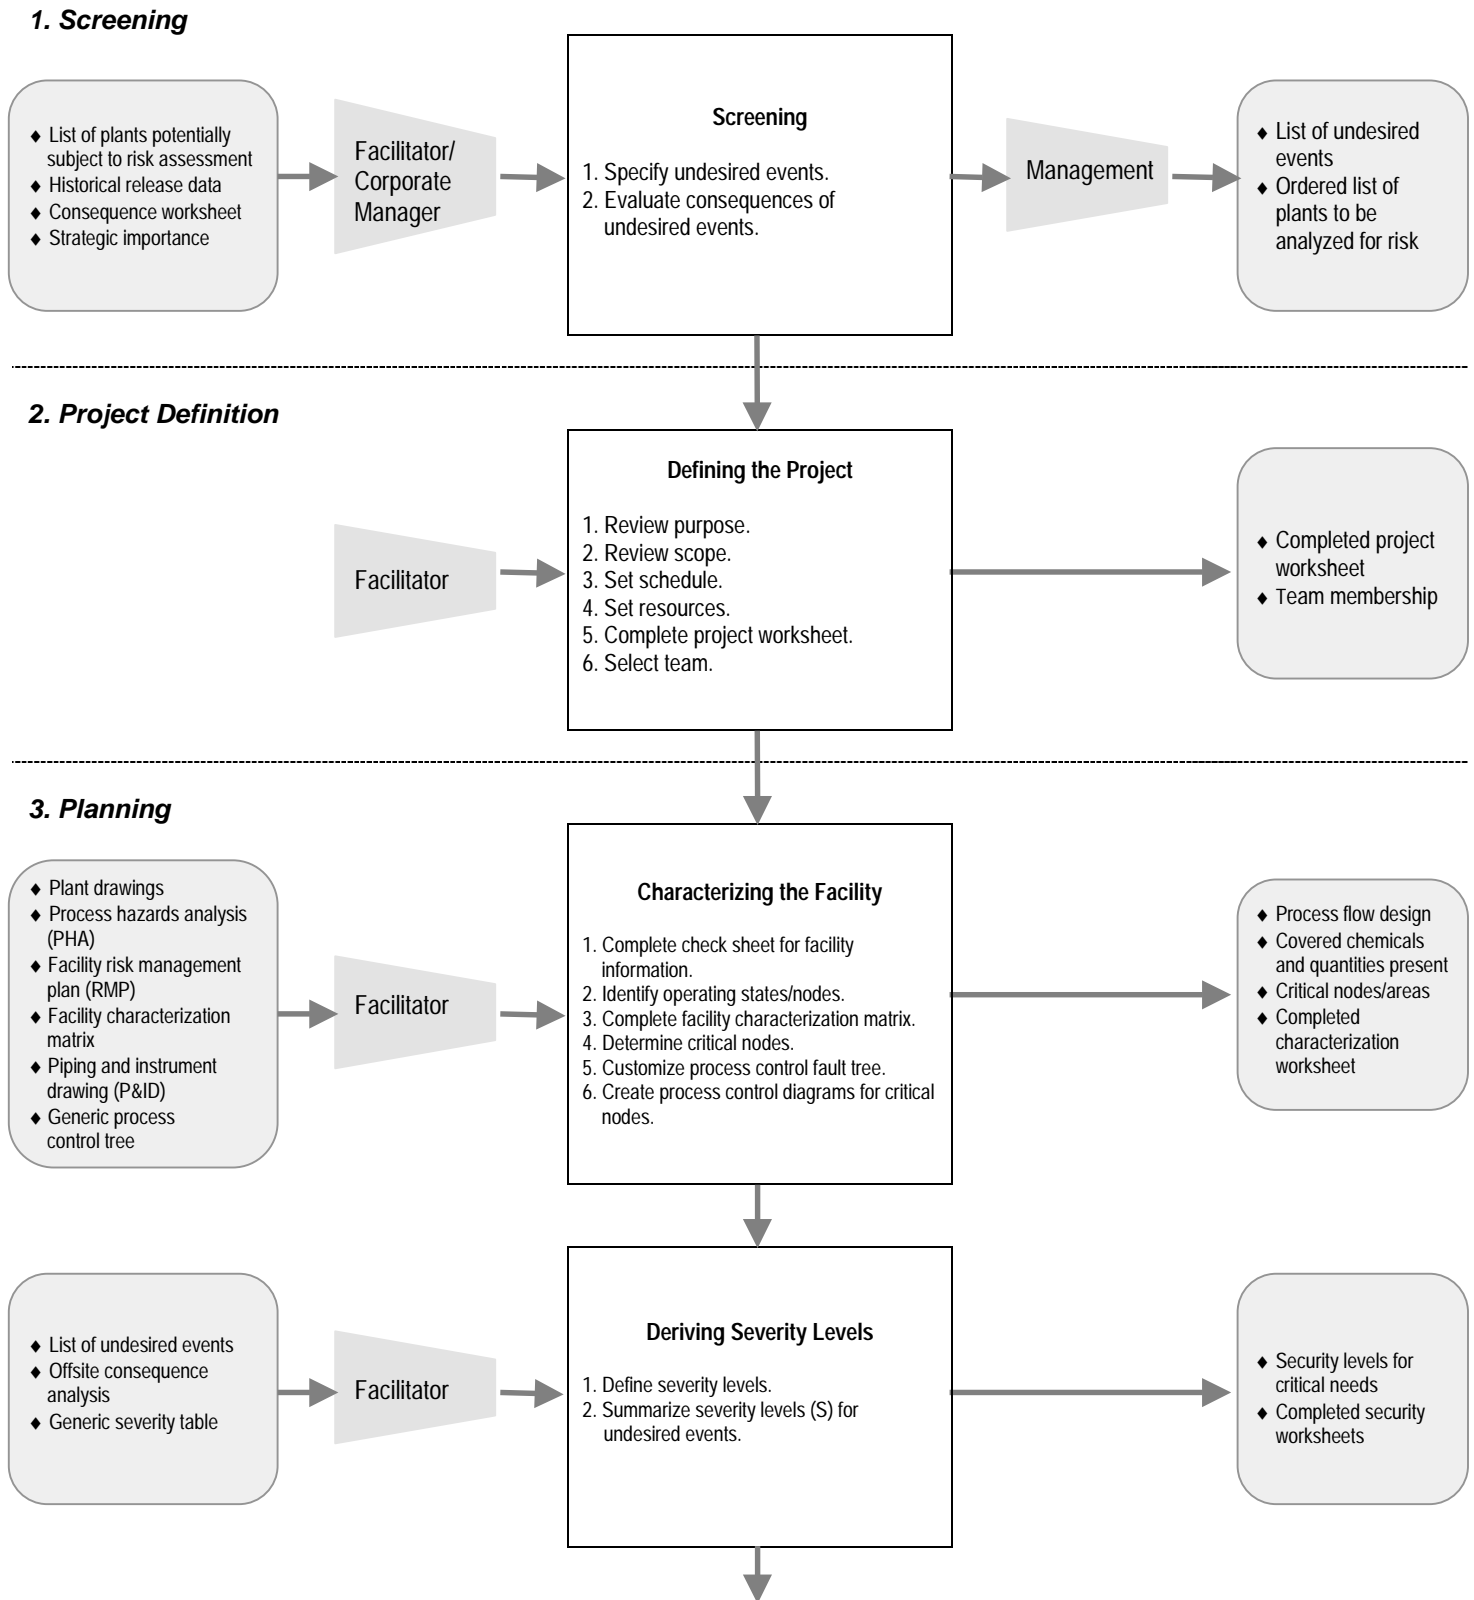 1. Screening
♦ List of plants potentially
subject to risk assessment
♦ Historical release data
♦ Consequence worksheet
♦ Strategic importance
Facilitator/
Corporate
Manager
Screening
1. Specify undesired events.
2. Evaluate consequences of
undesired events.
Management
♦ List of undesired
events
♦ Ordered list of
plants to be
analyzed for risk
2. Project Definition
Facilitator
Defining the Project
1. Review purpose.
2. Review scope.
3. Set schedule.
4. Set resources.
5. Complete project worksheet.
6. Select team.
♦ Completed project
worksheet
♦ Team membership
3. Planning
♦ Plant drawings
♦ Process hazards analysis
(PHA)
♦ Facility risk management
plan (RMP)
♦ Facility characterization
matrix
♦ Piping and instrument
drawing (P&ID)
♦ Generic process
control tree
Facilitator
Characterizing the Facility
1. Complete check sheet for facility
information.
2. Identify operating states/nodes.
3. Complete facility characterization matrix.
4. Determine critical nodes.
5. Customize process control fault tree.
6. Create process control diagrams for critical
nodes.
♦ Process flow design
♦ Covered chemicals
and quantities present
♦ Critical nodes/areas
♦ Completed
characterization
worksheet
♦ List of undesired events
♦ Offsite consequence
analysis
♦ Generic severity table
Facilitator
Deriving Severity Levels
1. Define severity levels.
2. Summarize severity levels (S) for
undesired events.
♦ Security levels for
critical needs
♦ Completed security
worksheets